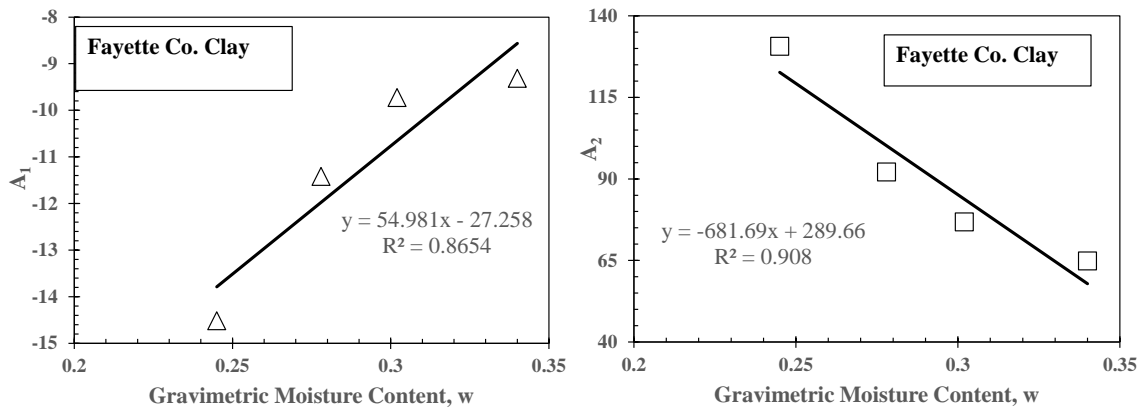 Fayette Co. Clay
-8
-9
-10
-11
-12
-13
-14
-15
A1
y = 54.981x - 27.258
R² = 0.8654
0.2
0.25
0.3
0.35
Gravimetric Moisture Content, w
Fayette Co. Clay
140
115
90
65
40
A2
y = -681.69x + 289.66
R² = 0.908
0.2
0.25
0.3
0.35
Gravimetric Moisture Content, w